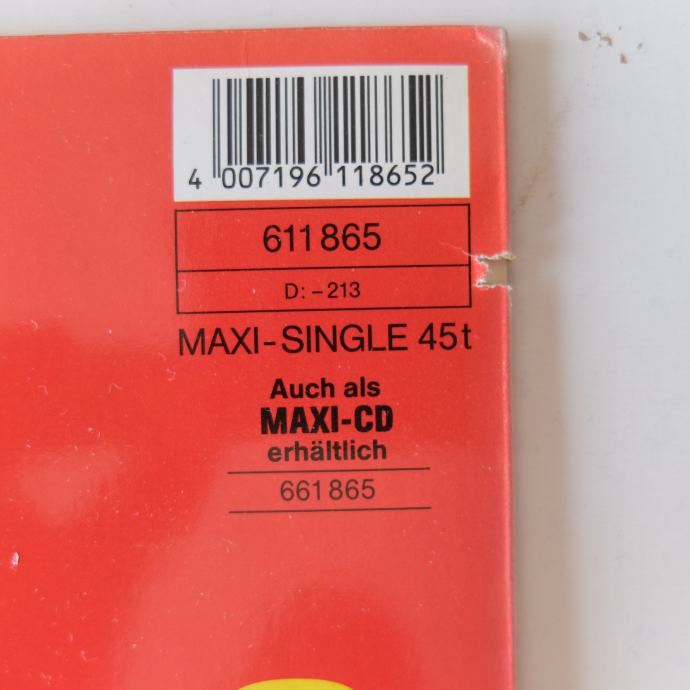 4 007196 118652
611 865
D: – 213
MAXI-SINGLE 45t
Auch als
MAXI-CD
erhältlich
661 865